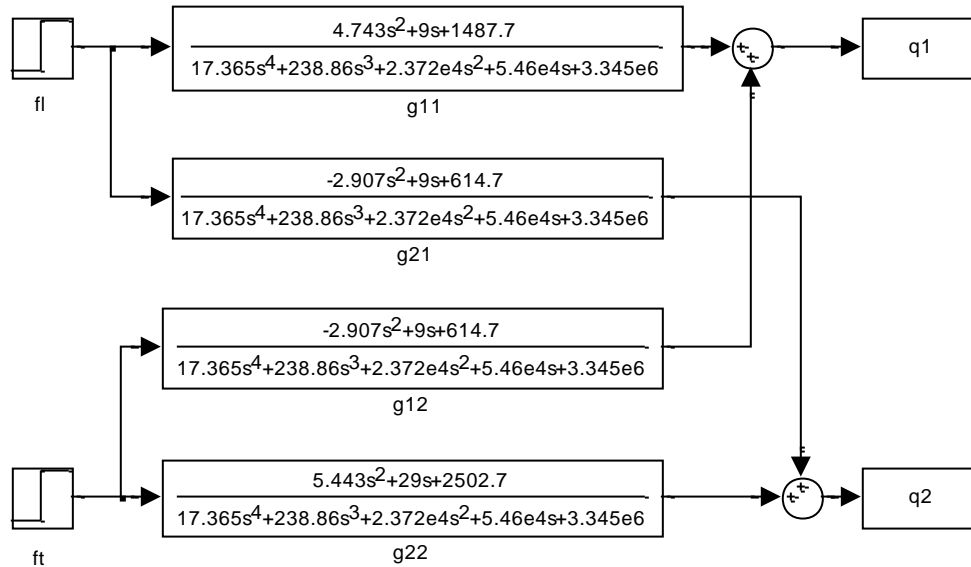 4.743s²+9s+1487.7
17.365s⁴+238.86s³+2.372e4s²+5.46e4s+3.345e6
g11
fl
q1
-2.907s²+9s+614.7
17.365s⁴+238.86s³+2.372e4s²+5.46e4s+3.345e6
g21
-2.907s²+9s+614.7
17.365s⁴+238.86s³+2.372e4s²+5.46e4s+3.345e6
g12
5.443s²+29s+2502.7
17.365s⁴+238.86s³+2.372e4s²+5.46e4s+3.345e6
g22
ft
q2